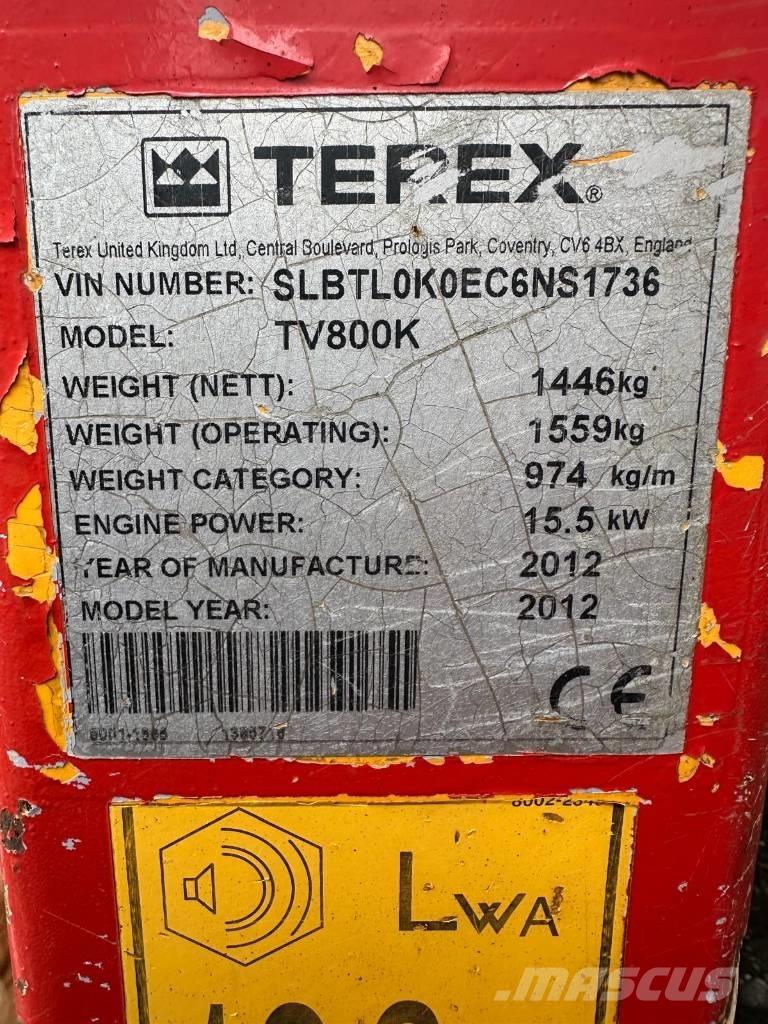 TEREX®
Terex United Kingdom Ltd, Central Boulevard, Prologis Park, Coventry, CV6 4BX, England
VIN NUMBER: SLBTL0K0EC6NS1736
MODEL: TV800K
WEIGHT (NETT): 1446kg
WEIGHT (OPERATING): 1559kg
WEIGHT CATEGORY: 974 kg/m
ENGINE POWER: 15.5 kW
YEAR OF MANUFACTURE: 2012
MODEL YEAR: 2012
CE
LWA
MASCUS